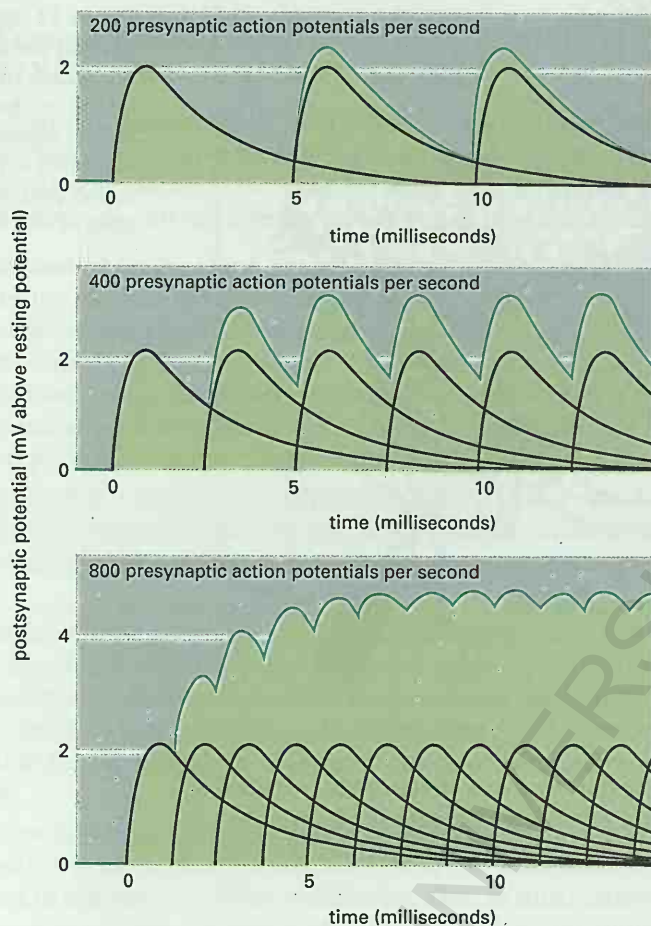 200 presynaptic action potentials per second
2
0
0 5 10
time (milliseconds)
postsynaptic potential (mV above resting potential)
400 presynaptic action potentials per second
2
0
0 5 10
time (milliseconds)
800 presynaptic action potentials per second
4
2
0
0 5 10
time (milliseconds)